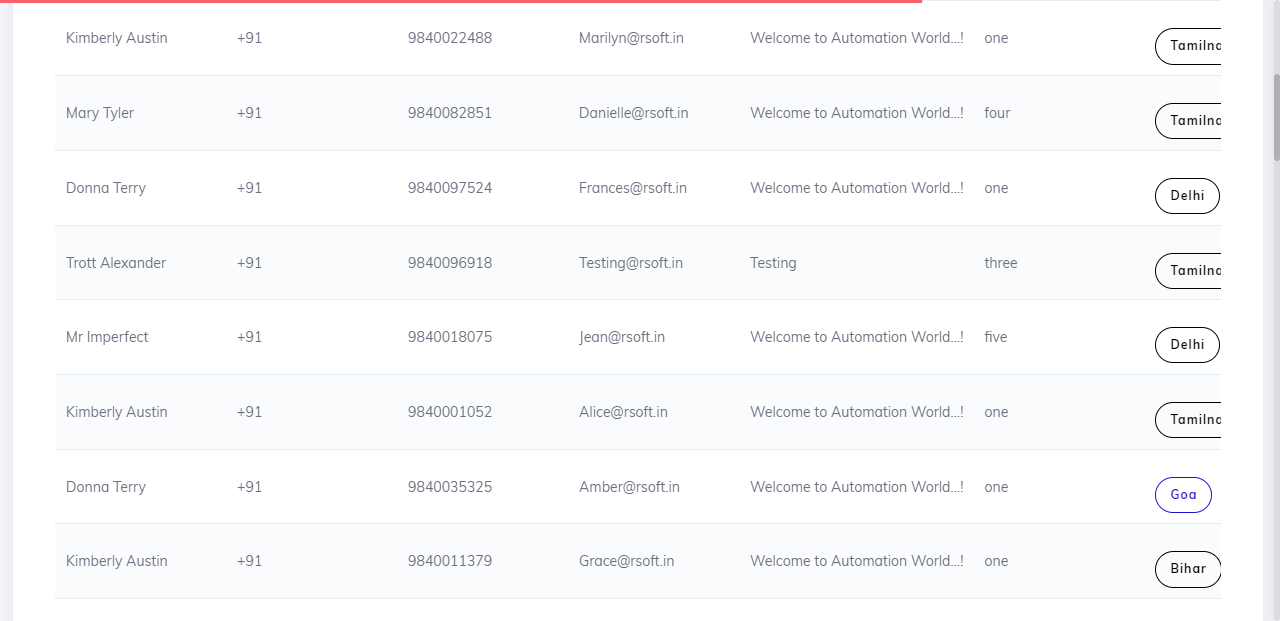 Kimberly Austin +91 9840022488 Marilyn@rsoft.in Welcome to Automation World...! one Tamilna
Mary Tyler +91 9840082851 Danielle@rsoft.in Welcome to Automation World...! four Tamilna
Donna Terry +91 9840097524 Frances@rsoft.in Welcome to Automation World...! one Delhi
Trott Alexander +91 9840096918 Testing@rsoft.in Testing three Tamilna
Mr Imperfect +91 9840018075 Jean@rsoft.in Welcome to Automation World...! five Delhi
Kimberly Austin +91 9840001052 Alice@rsoft.in Welcome to Automation World...! one Tamilna
Donna Terry +91 9840035325 Amber@rsoft.in Welcome to Automation World...! one Goa
Kimberly Austin +91 9840011379 Grace@rsoft.in Welcome to Automation World...! one Bihar